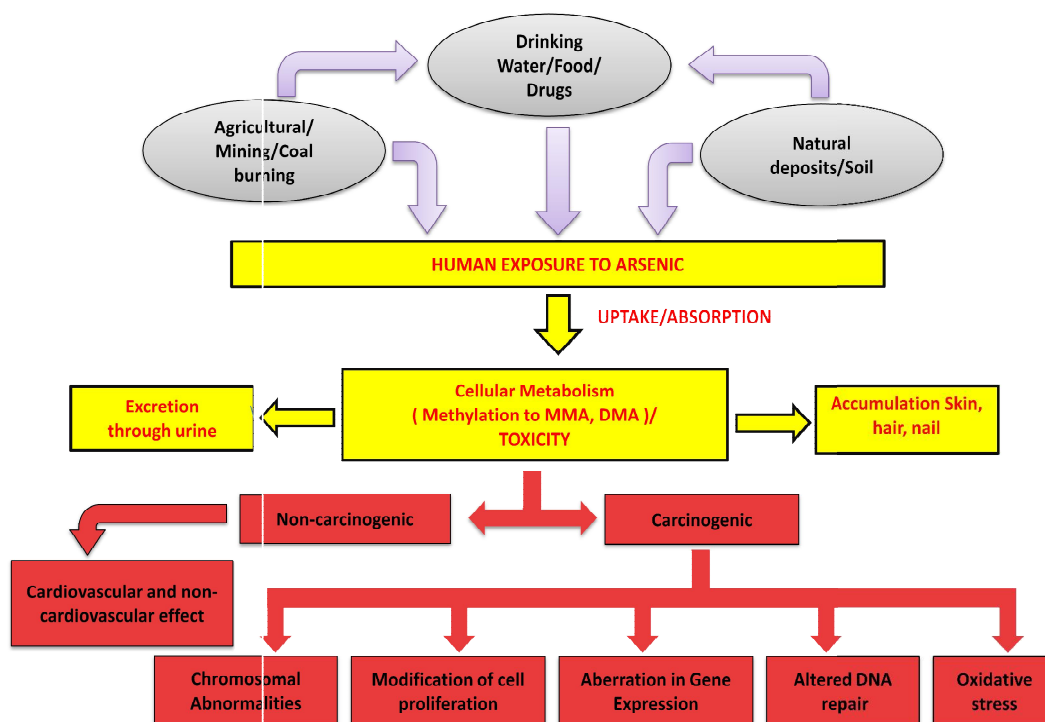 Drinking
Water/Food/
Drugs
Agricultural/
Mining/Coal
burning
Natural
deposits/Soil
HUMAN EXPOSURE TO ARSENIC
UPTAKE/ABSORPTION
Excretion
through urine
Cellular Metabolism
( Methylation to MMA, DMA )/
TOXICITY
Accumulation Skin,
hair, nail
Non-carcinogenic
Carcinogenic
Cardiovascular and non-
cardiovascular effect
Chromosomal
Abnormalities
Modification of cell
proliferation
Aberration in Gene
Expression
Altered DNA
repair
Oxidative
stress